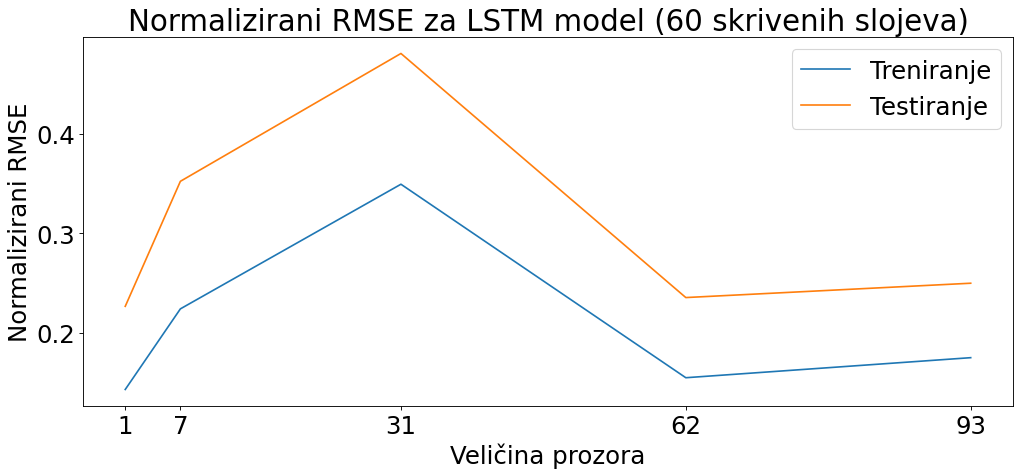 Normalizirani RMSE za LSTM model (60 skrivenih slojeva)
Treniranje
Testiranje
Normalizirani RMSE
0.4
0.3
0.2
1 7 31 62 93
Veličina prozora